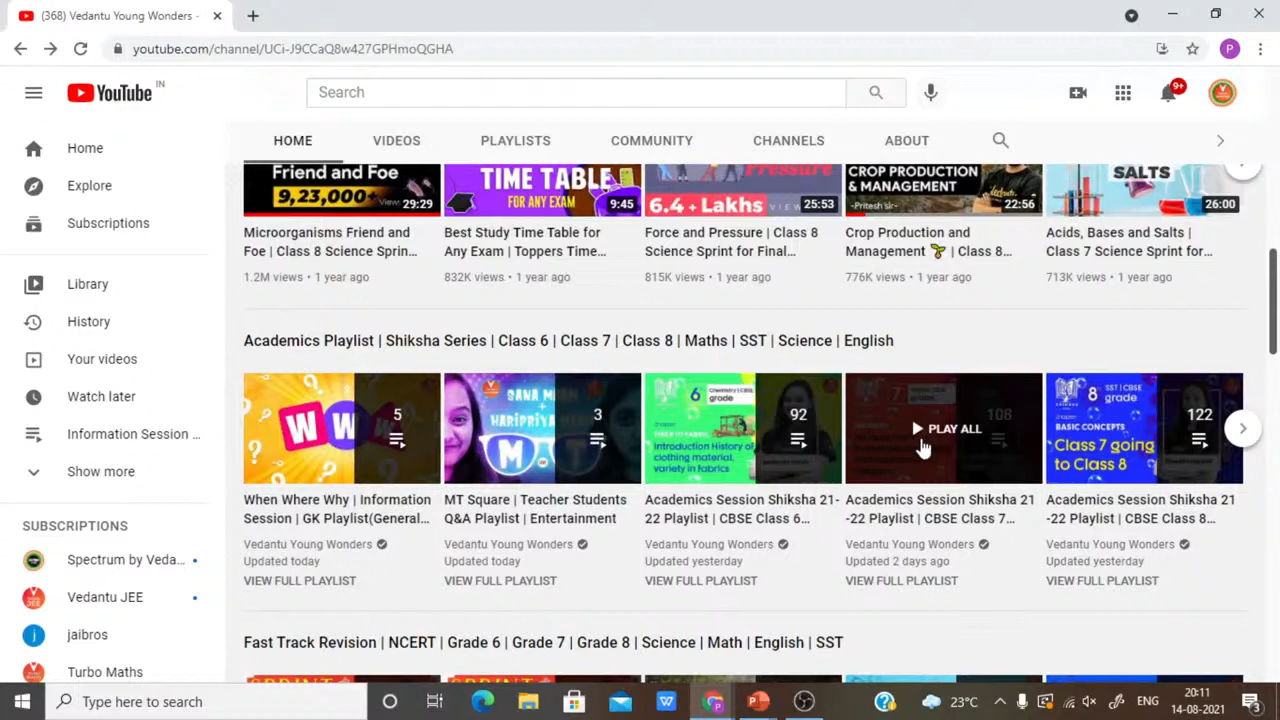 (368) Vedantu Young Wonders -
youtube.com/channel/UCi-J9CCaQ8w427GPHmoQGHA
P
YouTube IN
Search
9+
HOME VIDEOS PLAYLISTS COMMUNITY CHANNELS ABOUT
Home
Explore
Subscriptions
Library
History
Your videos
Watch later
Information Session ...
Show more
SUBSCRIPTIONS
Spectrum by Veda...
Vedantu JEE
jaibros
Turbo Maths
Friend and Foe
9,23,000+ View
29:29
Microorganisms Friend and
Foe | Class 8 Science Sprin...
1.2M views • 1 year ago
TIME TABLE
FOR ANY EXAM
9:45
Best Study Time Table for
Any Exam | Toppers Time...
832K views • 1 year ago
Pressure
6.4 + Lakhs
25:53
Force and Pressure | Class 8
Science Sprint for Final...
815K views • 1 year ago
CROP PRODUCTION
& MANAGEMENT
-Pritesh sir-
22:56
Crop Production and
Management | Class 8...
776K views • 1 year ago
SALTS
26:00
Acids, Bases and Salts |
Class 7 Science Sprint for...
713K views • 1 year ago
Academics Playlist | Shiksha Series | Class 6 | Class 7 | Class 8 | Maths | SST | Science | English
WW
5
When Where Why | Information
Session | GK Playlist(General...
Vedantu Young Wonders
Updated today
VIEW FULL PLAYLIST
SANA MA'AM
+
HARIPRIYA
M
3
MT Square | Teacher Students
Q&A Playlist | Entertainment
Vedantu Young Wonders
Updated today
VIEW FULL PLAYLIST
6 grade
Chemistry | CBSE
Introduction History of
clothing material,
variety in fabrics
92
Academics Session Shiksha 21-
22 Playlist | CBSE Class 6...
Vedantu Young Wonders
Updated yesterday
VIEW FULL PLAYLIST
7 grade
108
PLAY ALL
Academics Session Shiksha 21
-22 Playlist | CBSE Class 7...
Vedantu Young Wonders
Updated 2 days ago
VIEW FULL PLAYLIST
8 SST | CBSE
grade
BASIC CONCEPTS
Class 7 going
to Class 8
122
Academics Session Shiksha 21
-22 Playlist | CBSE Class 8...
Vedantu Young Wonders
Updated yesterday
VIEW FULL PLAYLIST
Fast Track Revision | NCERT | Grade 6 | Grade 7 | Grade 8 | Science | Math | English | SST
Type here to search
23°C
ENG
20:11
14-08-2021
3